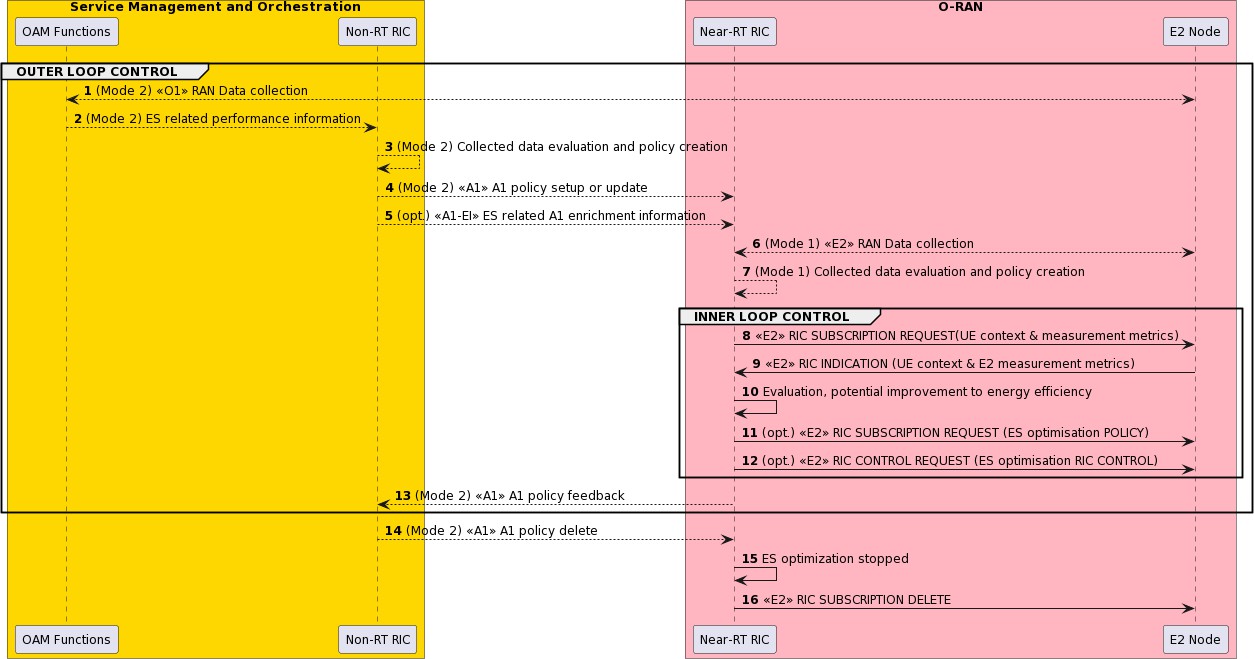 Service Management and Orchestration
O-RAN
OAM Functions
Non-RT RIC
Near-RT RIC
E2 Node
OUTER LOOP CONTROL
1 (Mode 2) «O1» RAN Data collection
2 (Mode 2) ES related performance information
3 (Mode 2) Collected data evaluation and policy creation
4 (Mode 2) «A1» A1 policy setup or update
5 (opt.) «A1-EI» ES related A1 enrichment information
6 (Mode 1) «E2» RAN Data collection
7 (Mode 1) Collected data evaluation and policy creation
INNER LOOP CONTROL
8 «E2» RIC SUBSCRIPTION REQUEST(UE context & measurement metrics)
9 «E2» RIC INDICATION (UE context & E2 measurement metrics)
10 Evaluation, potential improvement to energy efficiency
11 (opt.) «E2» RIC SUBSCRIPTION REQUEST (ES optimisation POLICY)
12 (opt.) «E2» RIC CONTROL REQUEST (ES optimisation RIC CONTROL)
13 (Mode 2) «A1» A1 policy feedback
14 (Mode 2) «A1» A1 policy delete
15 ES optimization stopped
16 «E2» RIC SUBSCRIPTION DELETE
OAM Functions
Non-RT RIC
Near-RT RIC
E2 Node